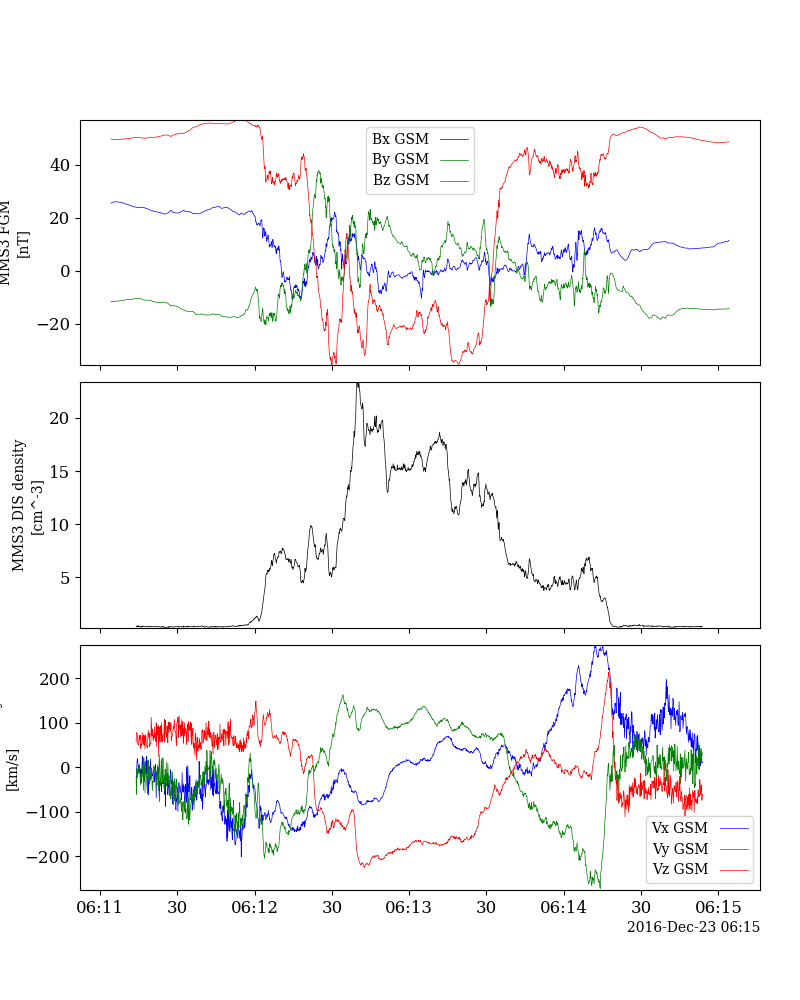 MMS3 FGM
[nT]
40
20
0
−20
Bx GSM
By GSM
Bz GSM
MMS3 DIS density
[cm^-3]
20
15
10
5
[km/s]
200
100
0
−100
−200
Vx GSM
Vy GSM
Vz GSM
06:11 30 06:12 30 06:13 30 06:14 30 06:15
2016-Dec-23 06:15